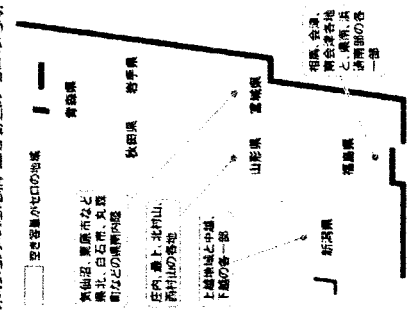 空き容量がゼロの地域
青森県
秋田県
岩手県
気仙沼、栗原市など
県北、白石市、丸森
町などの県南内陸
宮城県
山形県
庄内、最上、北村山、
西村山の各地
上越地域と中越、
下越の各一部
新潟県
福島県
相馬、会津、
南会津各地
と、県南、浜
通南部の各
一部